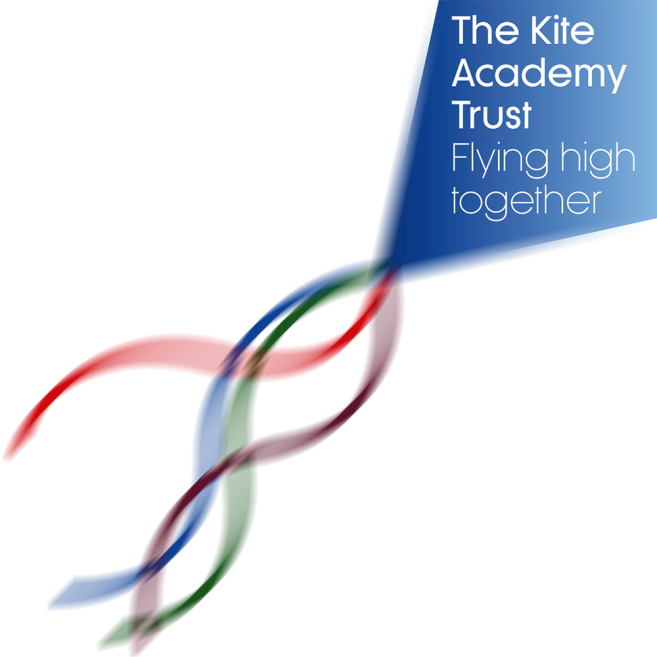 The Kite
Academy
Trust
Flying high
together